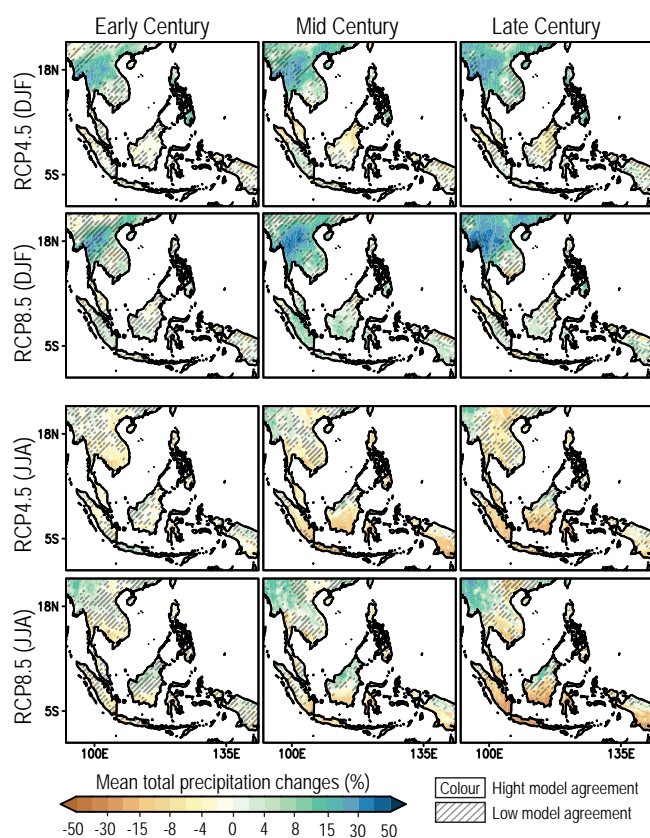 Early Century Mid Century Late Century
RCP4.5 (DJF)
18N
5S
RCP8.5 (DJF)
18N
5S
RCP4.5 (JJA)
18N
5S
RCP8.5 (JJA)
18N
5S
100E 135E 100E 135E 100E 135E
Mean total precipitation changes (%)
-50 -30 -15 -8 -4 0 4 8 15 30 50
Colour Hight model agreement
Low model agreement